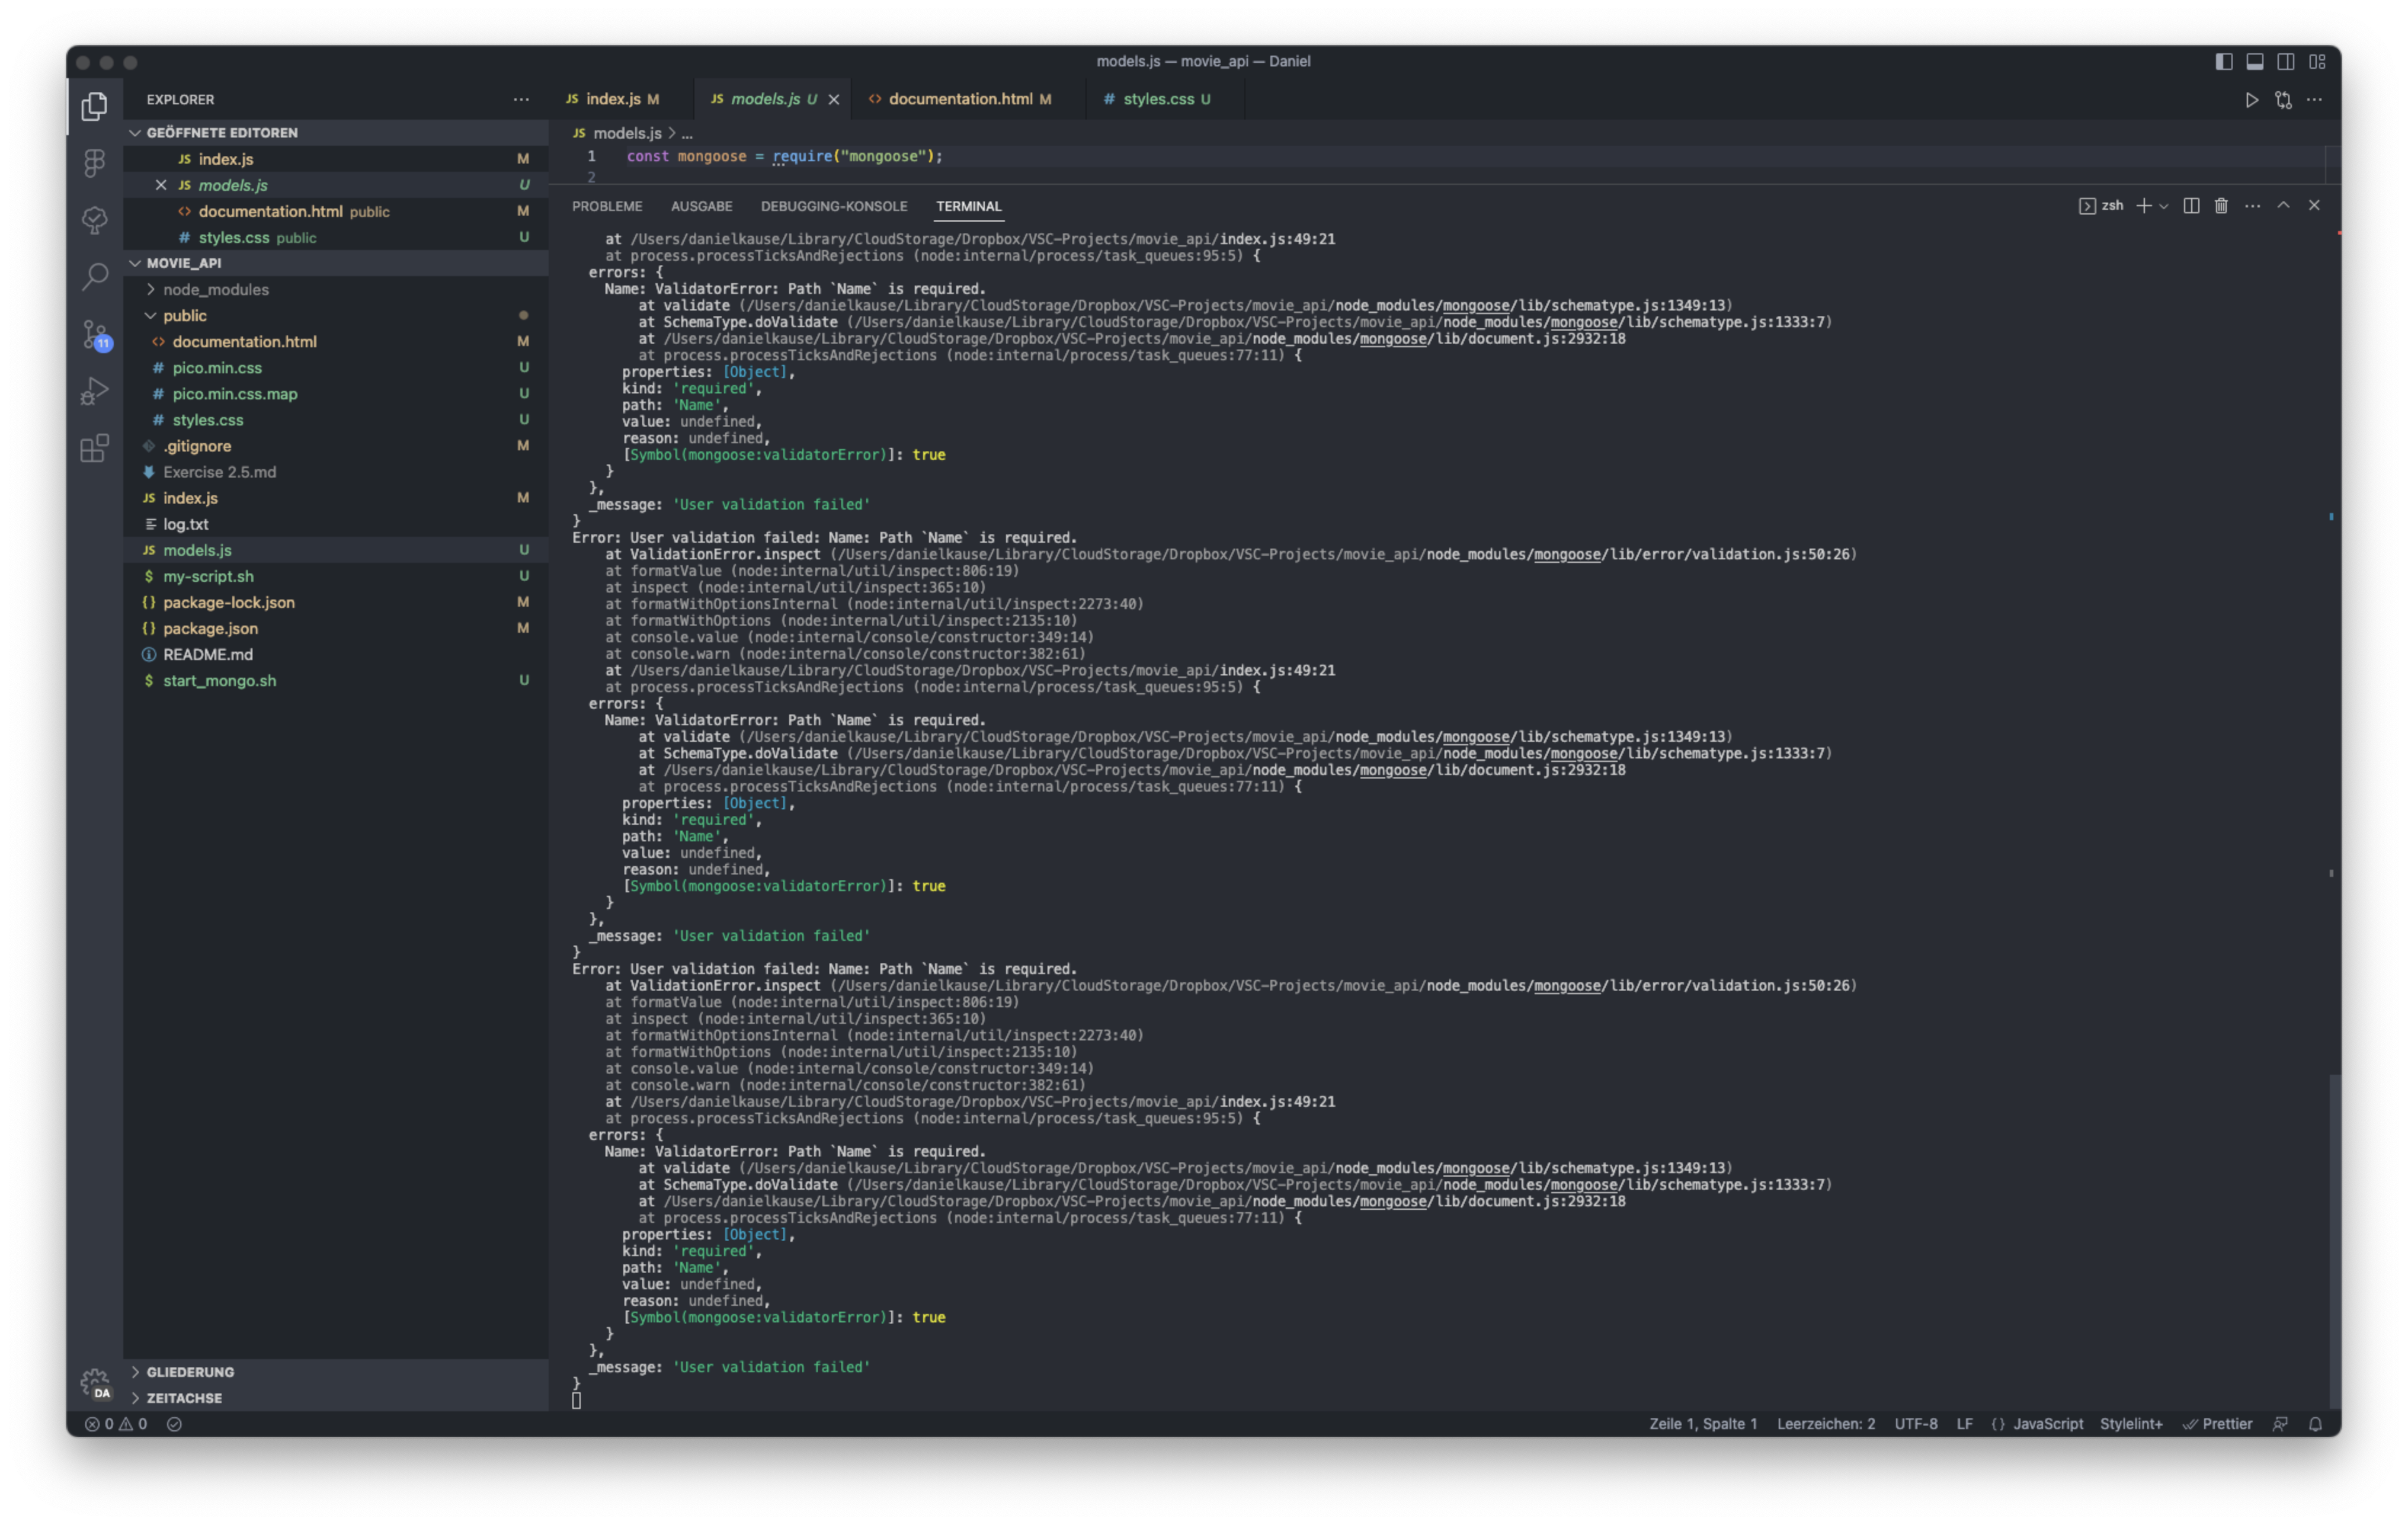 models.js — movie_api — Daniel
EXPLORER
GEÖFFNETE EDITOREN
JS index.js M
JS models.js U
<> documentation.html public M
# styles.css public U
MOVIE_API
node_modules
public
<> documentation.html M
# pico.min.css U
# pico.min.css.map U
# styles.css U
.gitignore M
Exercise 2.5.md
JS index.js M
log.txt
JS models.js U
$ my-script.sh U
{} package-lock.json M
{} package.json M
README.md
$ start_mongo.sh U
GLIEDERUNG
ZEITACHSE
11
DA
JS index.js M
JS models.js U
<> documentation.html M
# styles.css U
JS models.js > ...
1 const mongoose = require("mongoose");
2
PROBLEME AUSGABE DEBUGGING-KONSOLE TERMINAL
zsh
at /Users/danielkause/Library/CloudStorage/Dropbox/VSC-Projects/movie_api/index.js:49:21
at process.processTicksAndRejections (node:internal/process/task_queues:95:5) {
errors: {
Name: ValidatorError: Path `Name` is required.
at validate (/Users/danielkause/Library/CloudStorage/Dropbox/VSC-Projects/movie_api/node_modules/mongoose/lib/schematype.js:1349:13)
at SchemaType.doValidate (/Users/danielkause/Library/CloudStorage/Dropbox/VSC-Projects/movie_api/node_modules/mongoose/lib/schematype.js:1333:7)
at /Users/danielkause/Library/CloudStorage/Dropbox/VSC-Projects/movie_api/node_modules/mongoose/lib/document.js:2932:18
at process.processTicksAndRejections (node:internal/process/task_queues:77:11) {
properties: [Object],
kind: 'required',
path: 'Name',
value: undefined,
reason: undefined,
[Symbol(mongoose:validatorError)]: true
}
},
_message: 'User validation failed'
}
Error: User validation failed: Name: Path `Name` is required.
at ValidationError.inspect (/Users/danielkause/Library/CloudStorage/Dropbox/VSC-Projects/movie_api/node_modules/mongoose/lib/error/validation.js:50:26)
at formatValue (node:internal/util/inspect:806:19)
at inspect (node:internal/util/inspect:365:10)
at formatWithOptionsInternal (node:internal/util/inspect:2273:40)
at formatWithOptions (node:internal/util/inspect:2135:10)
at console.value (node:internal/console/constructor:349:14)
at console.warn (node:internal/console/constructor:382:61)
at /Users/danielkause/Library/CloudStorage/Dropbox/VSC-Projects/movie_api/index.js:49:21
at process.processTicksAndRejections (node:internal/process/task_queues:95:5) {
errors: {
Name: ValidatorError: Path `Name` is required.
at validate (/Users/danielkause/Library/CloudStorage/Dropbox/VSC-Projects/movie_api/node_modules/mongoose/lib/schematype.js:1349:13)
at SchemaType.doValidate (/Users/danielkause/Library/CloudStorage/Dropbox/VSC-Projects/movie_api/node_modules/mongoose/lib/schematype.js:1333:7)
at /Users/danielkause/Library/CloudStorage/Dropbox/VSC-Projects/movie_api/node_modules/mongoose/lib/document.js:2932:18
at process.processTicksAndRejections (node:internal/process/task_queues:77:11) {
properties: [Object],
kind: 'required',
path: 'Name',
value: undefined,
reason: undefined,
[Symbol(mongoose:validatorError)]: true
}
},
_message: 'User validation failed'
}
Error: User validation failed: Name: Path `Name` is required.
at ValidationError.inspect (/Users/danielkause/Library/CloudStorage/Dropbox/VSC-Projects/movie_api/node_modules/mongoose/lib/error/validation.js:50:26)
at formatValue (node:internal/util/inspect:806:19)
at inspect (node:internal/util/inspect:365:10)
at formatWithOptionsInternal (node:internal/util/inspect:2273:40)
at formatWithOptions (node:internal/util/inspect:2135:10)
at console.value (node:internal/console/constructor:349:14)
at console.warn (node:internal/console/constructor:382:61)
at /Users/danielkause/Library/CloudStorage/Dropbox/VSC-Projects/movie_api/index.js:49:21
at process.processTicksAndRejections (node:internal/process/task_queues:95:5) {
errors: {
Name: ValidatorError: Path `Name` is required.
at validate (/Users/danielkause/Library/CloudStorage/Dropbox/VSC-Projects/movie_api/node_modules/mongoose/lib/schematype.js:1349:13)
at SchemaType.doValidate (/Users/danielkause/Library/CloudStorage/Dropbox/VSC-Projects/movie_api/node_modules/mongoose/lib/schematype.js:1333:7)
at /Users/danielkause/Library/CloudStorage/Dropbox/VSC-Projects/movie_api/node_modules/mongoose/lib/document.js:2932:18
at process.processTicksAndRejections (node:internal/process/task_queues:77:11) {
properties: [Object],
kind: 'required',
path: 'Name',
value: undefined,
reason: undefined,
[Symbol(mongoose:validatorError)]: true
}
},
_message: 'User validation failed'
}
0 0
Zeile 1, Spalte 1 Leerzeichen: 2 UTF-8 LF {} JavaScript Stylelint+ Prettier